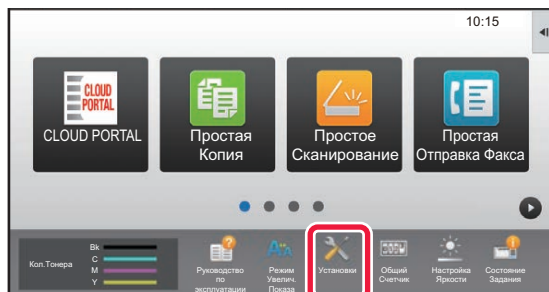 10:15
CLOUD
PORTAL
CLOUD PORTAL
Простая
Копия
Простое
Сканирование
Простая
Отправка Факса
Кол.Тонера
Bk
C
M
Y
Руководство
по
эксплуатации
Режим
Увелич.
Показа
Установки
Общий
Счетчик
Настройка
Яркости
Состояние
Задания